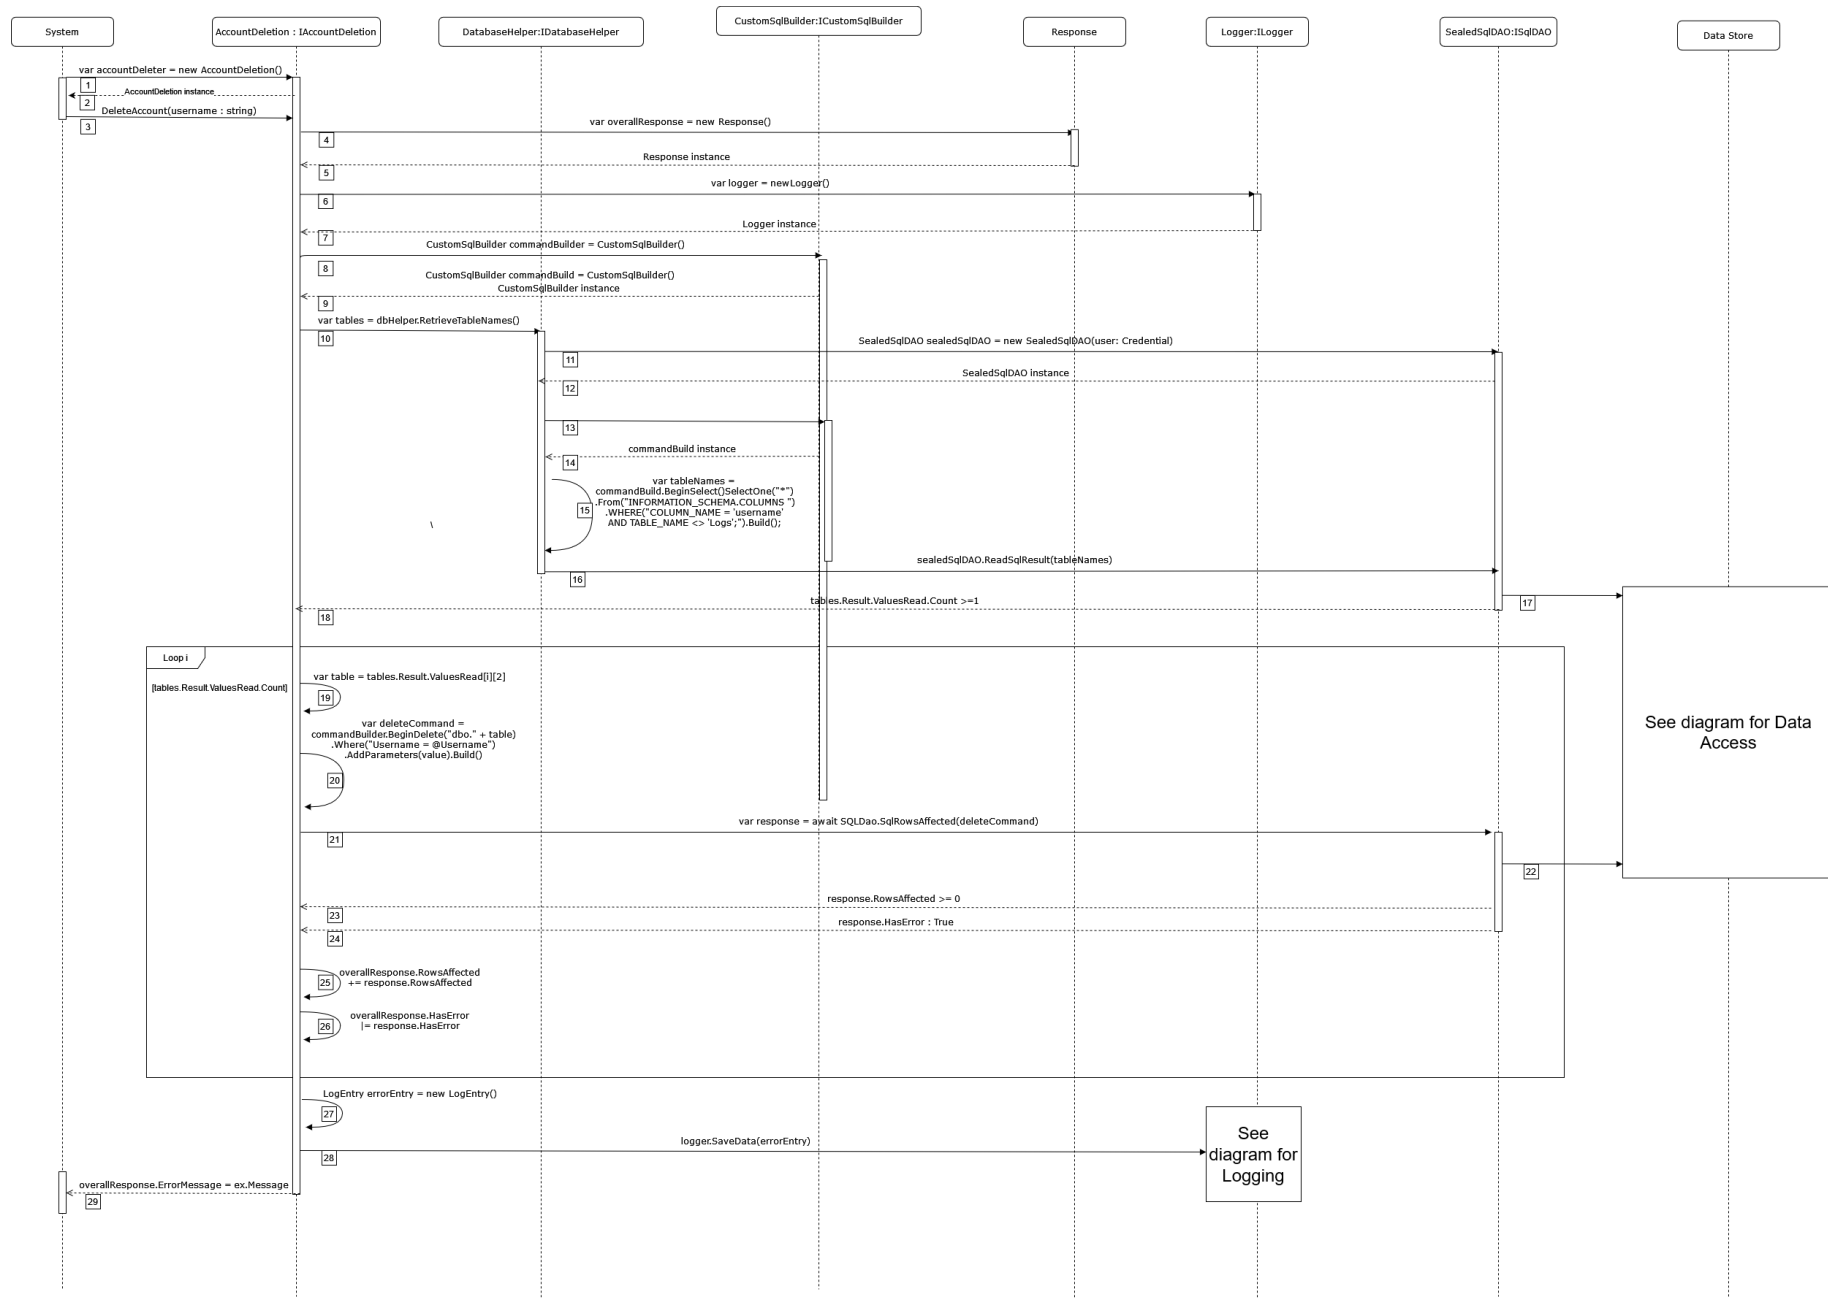 System
AccountDeletion : IAccountDeletion
DatabaseHelper:IDatabaseHelper
CustomSqlBuilder:ICustomSqlBuilder
Response
Logger:ILogger
SealedSqlDAO:ISqlDAO
Data Store
var accountDeleter = new AccountDeletion()
1
AccountDeletion instance
2
DeleteAccount(username : string)
3
var overallResponse = new Response()
4
Response instance
5
var logger = newLogger()
6
Logger instance
7
CustomSqlBuilder commandBuilder = CustomSqlBuilder()
8
CustomSqlBuilder commandBuild = CustomSqlBuilder()
CustomSqlBuilder instance
9
var tables = dbHelper.RetrieveTableNames()
10
SealedSqlDAO sealedSqlDAO = new SealedSqlDAO(user: Credential)
11
SealedSqlDAO instance
12
13
commandBuild instance
14
var tableNames =
commandBuild.BeginSelect()SelectOne("*")
.From("INFORMATION_SCHEMA.COLUMNS ")
.WHERE("COLUMN_NAME = 'username'
AND TABLE_NAME <> 'Logs';").Build();
15
\
sealedSqlDAO.ReadSqlResult(tableNames)
16
17
tables.Result.ValuesRead.Count >=1
18
Loop i
[tables.Result.ValuesRead.Count]
var table = tables.Result.ValuesRead[i][2]
19
var deleteCommand =
commandBuilder.BeginDelete("dbo." + table)
.Where("Username = @Username")
.AddParameters(value).Build()
20
See diagram for Data
Access
var response = await SQLDao.SqlRowsAffected(deleteCommand)
21
22
response.RowsAffected >= 0
23
response.HasError : True
24
overallResponse.RowsAffected
+= response.RowsAffected
25
overallResponse.HasError
|= response.HasError
26
LogEntry errorEntry = new LogEntry()
27
logger.SaveData(errorEntry)
28
See
diagram for
Logging
overallResponse.ErrorMessage = ex.Message
29